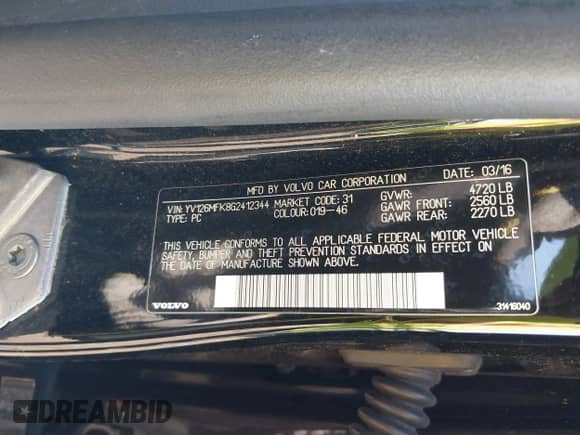 MFD BY VOLVO CAR CORPORATION DATE: 03/16
VIN: YV126MFK8G2412344 MARKET CODE: 31 GVWR: 4720 LB
TYPE: PC COLOUR: 019-46 GAWR FRONT: 2560 LB
GAWR REAR: 2270 LB
THIS VEHICLE CONFORMS TO ALL APPLICABLE FEDERAL MOTOR VEHICLE
SAFETY, BUMPER AND THEFT PREVENTION STANDARDS IN EFFECT ON
THE DATE OF MANUFACTURE SHOWN ABOVE.
VOLVO 31416040
DREAMBID